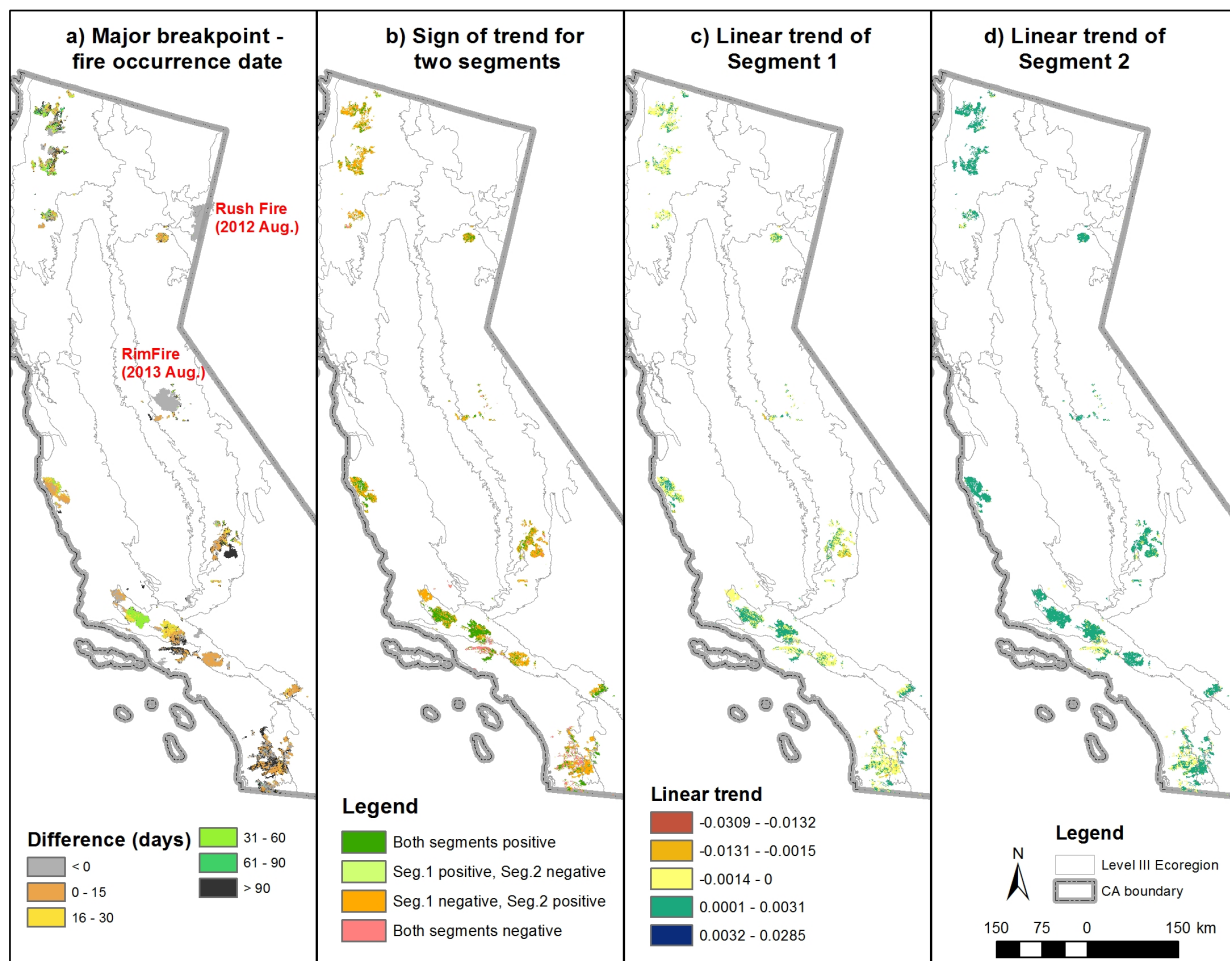 a) Major breakpoint -
fire occurrence date
b) Sign of trend for
two segments
c) Linear trend of
Segment 1
d) Linear trend of
Segment 2
Rush Fire
(2012 Aug.)
RimFire
(2013 Aug.)
Difference (days)
< 0
0 - 15
16 - 30
31 - 60
61 - 90
> 90
Legend
Both segments positive
Seg.1 positive, Seg.2 negative
Seg.1 negative, Seg.2 positive
Both segments negative
Linear trend
-0.0309 - -0.0132
-0.0131 - -0.0015
-0.0014 - 0
0.0001 - 0.0031
0.0032 - 0.0285
N
Legend
Level III Ecoregion
CA boundary
150 75 0 150 km